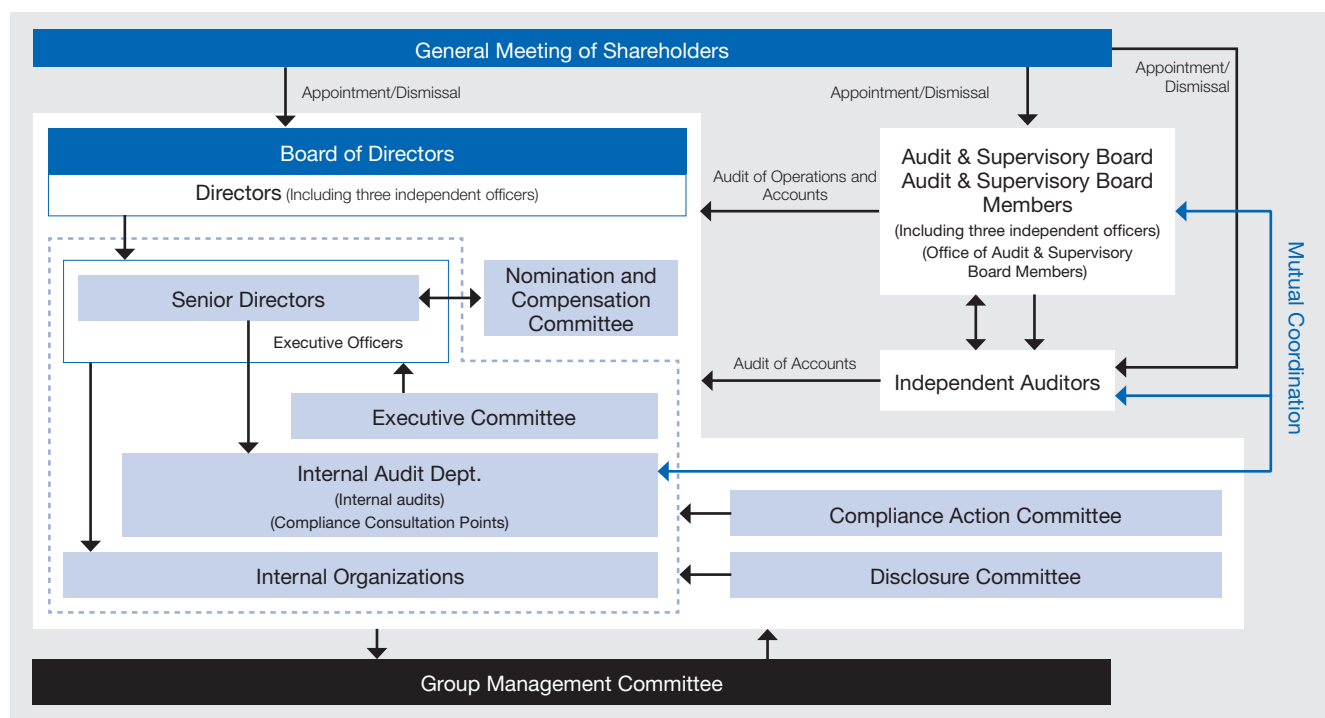 General Meeting of Shareholders
Appointment/Dismissal
Appointment/Dismissal
Appointment/
Dismissal
Board of Directors
Directors (Including three independent officers)
Audit of Operations and
Accounts
Audit & Supervisory Board
Audit & Supervisory Board
Members
(Including three independent officers)
(Office of Audit & Supervisory
Board Members)
Mutual Coordination
Senior Directors
Executive Officers
Nomination and
Compensation
Committee
Audit of Accounts
Independent Auditors
Executive Committee
Internal Audit Dept.
(Internal audits)
(Compliance Consultation Points)
Compliance Action Committee
Internal Organizations
Disclosure Committee
Group Management Committee